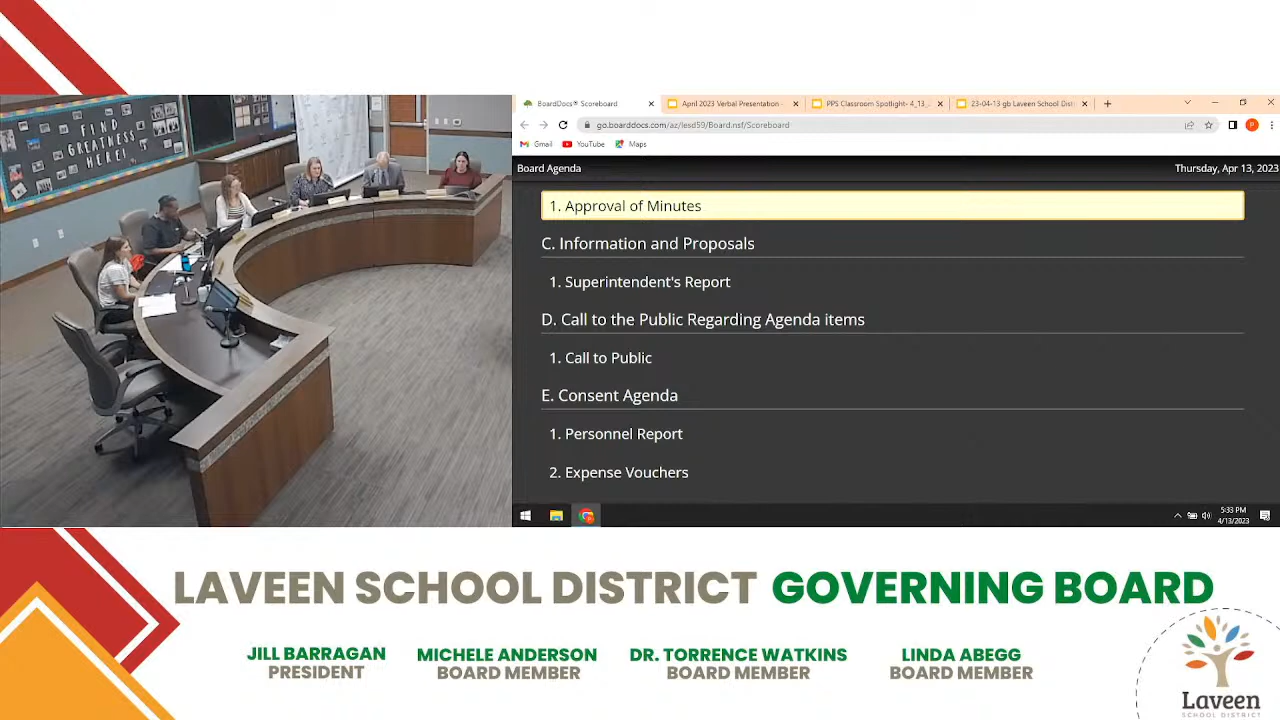 FIND
GREATNESS
HERE!
BoardDocs® Scoreboard
April 2023 Verbal Presentation
PPS Classroom Spotlight- 4_13_
23-04-13 gb Laveen School Distr
go.boarddocs.com/az/lesd59/Board.nsf/Scoreboard
P
Gmail
YouTube
Maps
Board Agenda
Thursday, Apr 13, 2023
1. Approval of Minutes
C. Information and Proposals
1. Superintendent's Report
D. Call to the Public Regarding Agenda items
1. Call to Public
E. Consent Agenda
1. Personnel Report
2. Expense Vouchers
5:33 PM
4/13/2023
LAVEEN SCHOOL DISTRICT GOVERNING BOARD
JILL BARRAGAN
PRESIDENT
MICHELE ANDERSON
BOARD MEMBER
DR. TORRENCE WATKINS
BOARD MEMBER
LINDA ABEGG
BOARD MEMBER
Laveen
SCHOOL DISTRICT